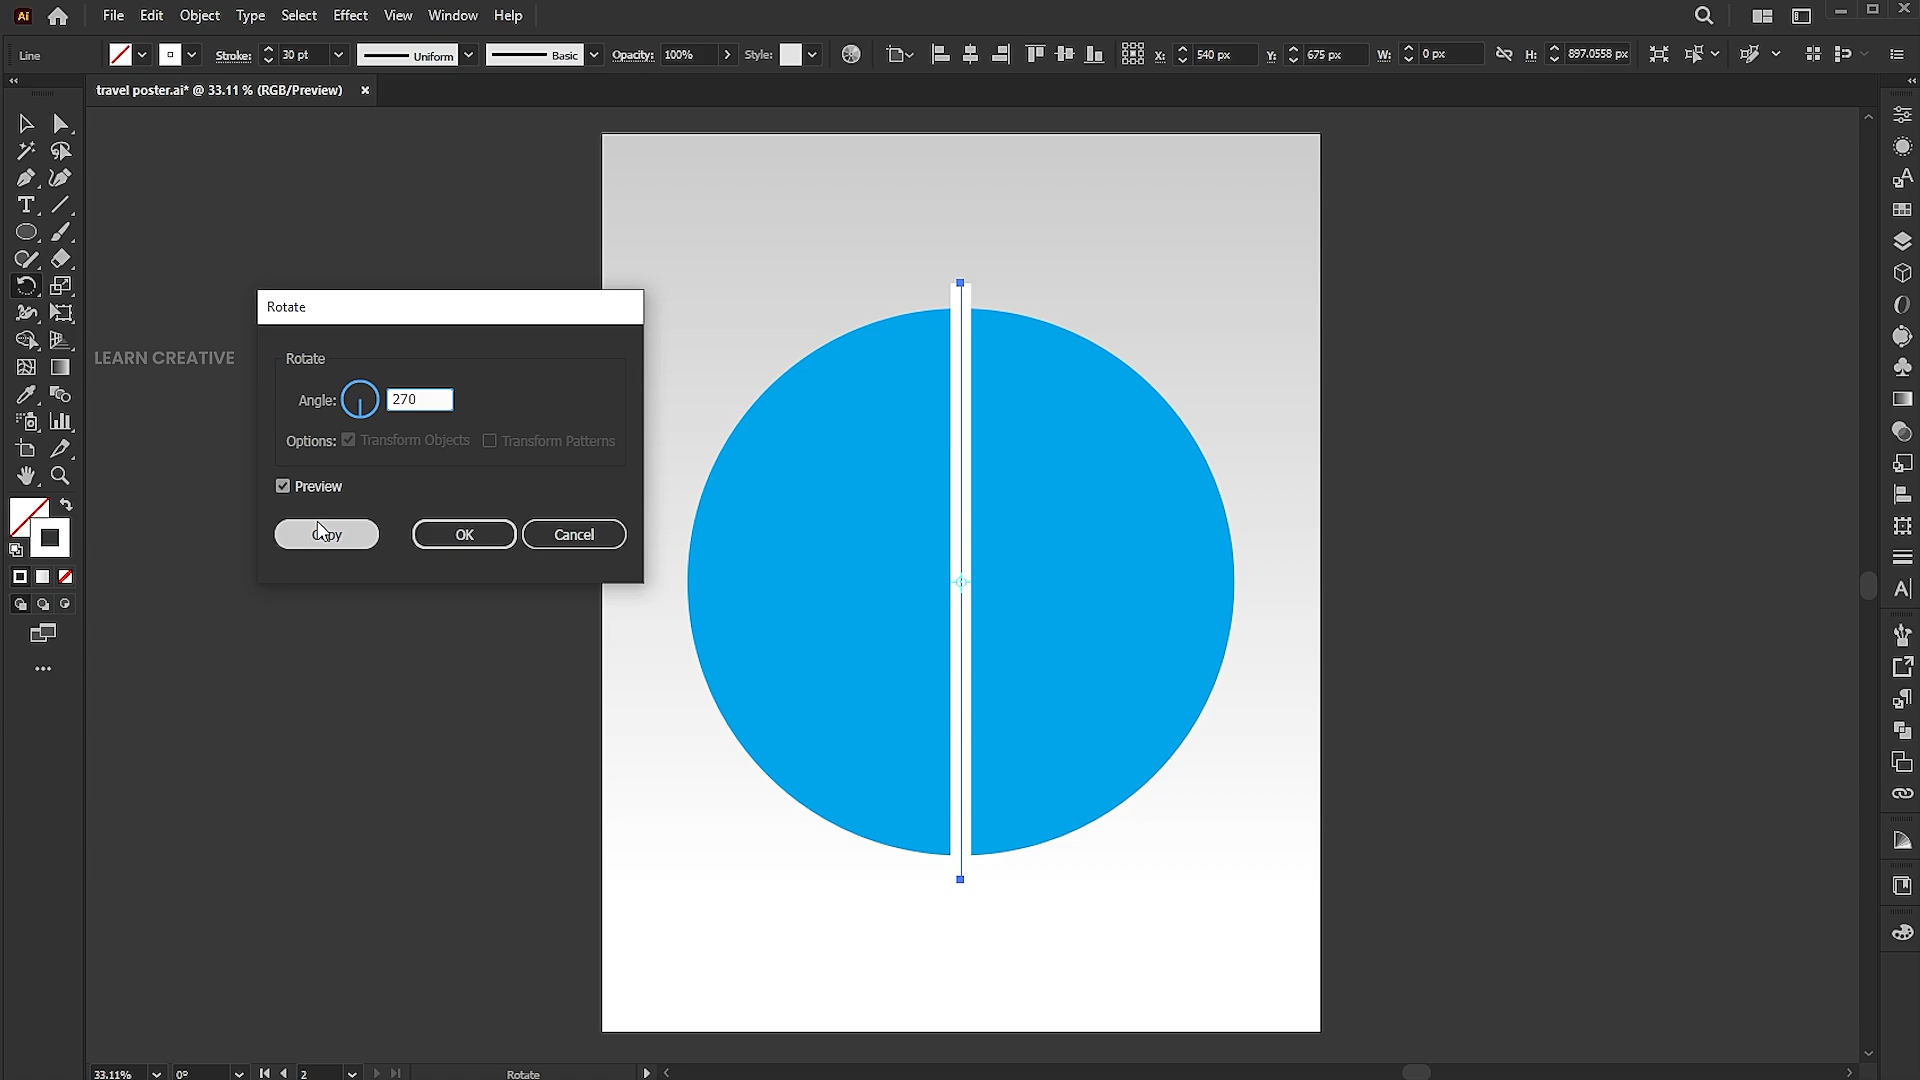 Ai File Edit Object Type Select Effect View Window Help
Line Stroke: 30 pt Uniform Basic Opacity: 100% Style: X: 540 px Y: 675 px W: 0 px H: 897.0558 px
travel poster.ai* @ 33.11 % (RGB/Preview)
Rotate
Rotate
Angle: 270
Options: Transform Objects Transform Patterns
Preview
Copy OK Cancel
LEARN CREATIVE
33.11% 0° 2 Rotate